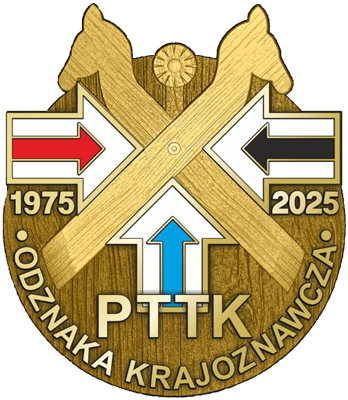 1975 2025
PTTK
• ODZNAKA KRAJOZNAWCZA •